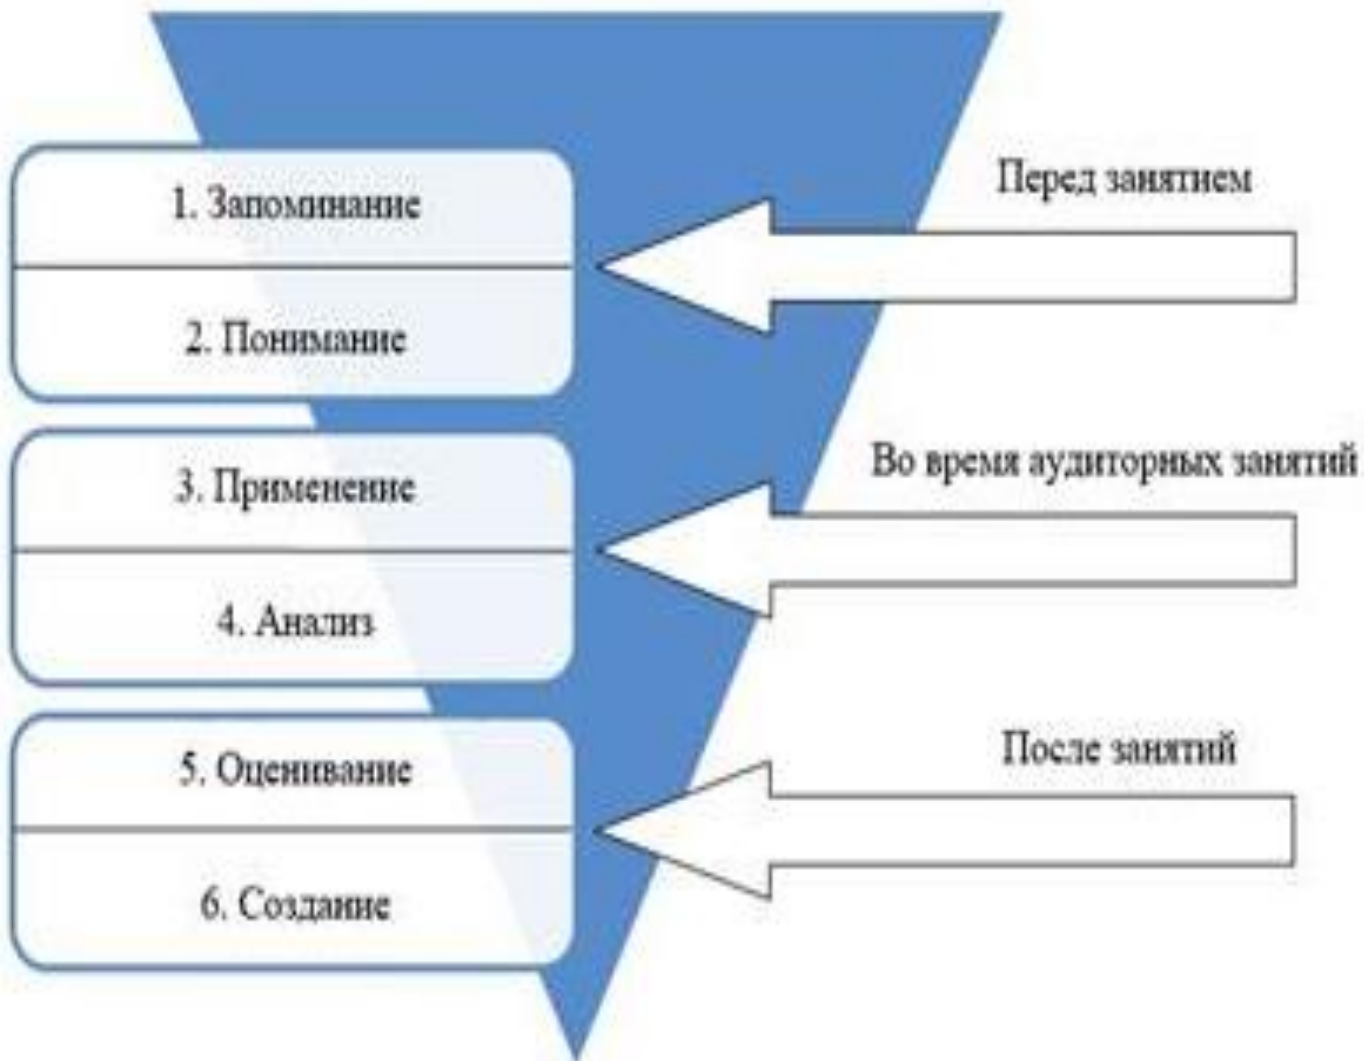 1. Запоминание
Перед занятием
2. Понимание
3. Применение
Во время аудиторных занятий
4. Анализ
5. Оценивание
После занятий
6. Создание